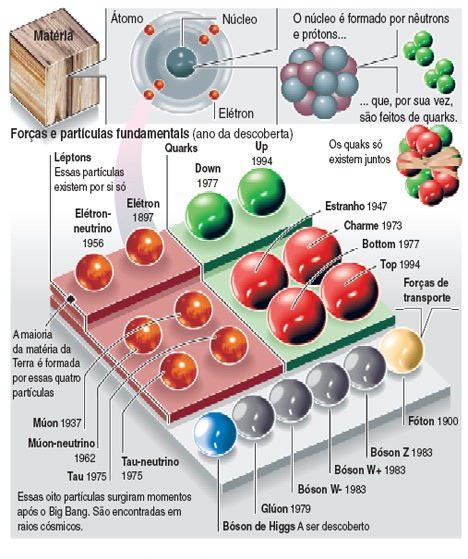 Matéria
Átomo
Núcleo
Elétron
O núcleo é formado por nêutrons
e prótons...
... que, por sua vez,
são feitos de quarks.
Forças e partículas fundamentais (ano da descoberta)
Os quaks só
existem juntos
Léptons
Essas partículas
existem por si só
Quarks
Down
1977
Up
1994
Elétron-
neutrino
1956
Elétron
1897
Estranho 1947
Charme 1973
Bottom 1977
Top 1994
Forças de
transporte
A maioria
da matéria da
Terra é formada
por essas quatro
partículas
Múon 1937
Múon-neutrino
1962
Tau 1975
Tau-neutrino
1975
Fóton 1900
Bóson Z 1983
Bóson W+ 1983
Bóson W- 1983
Glúon 1979
Bóson de Higgs A ser descoberto
Essas oito partículas surgiram momentos
após o Big Bang. São encontradas em
raios cósmicos.